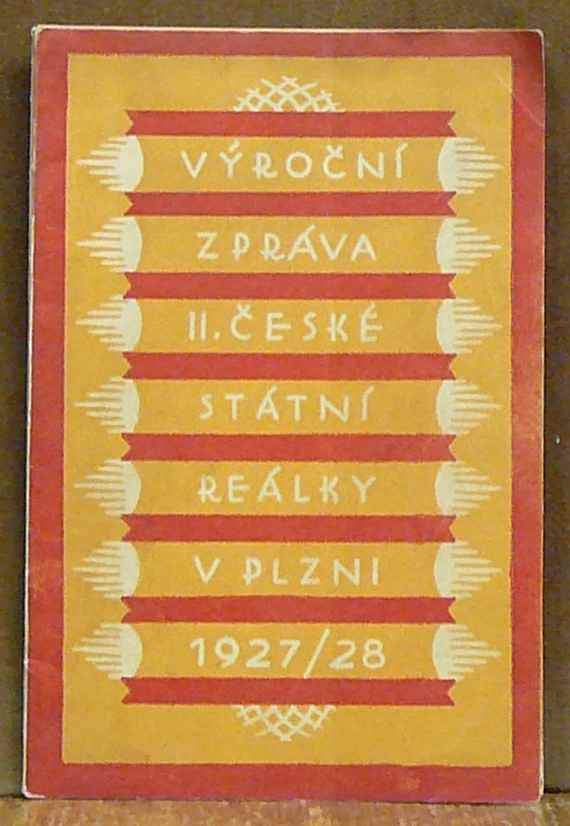 VÝROČNÍ
ZPRÁVA
II. ČESKÉ
STÁTNÍ
REÁLKY
V PLZNI
1927/28